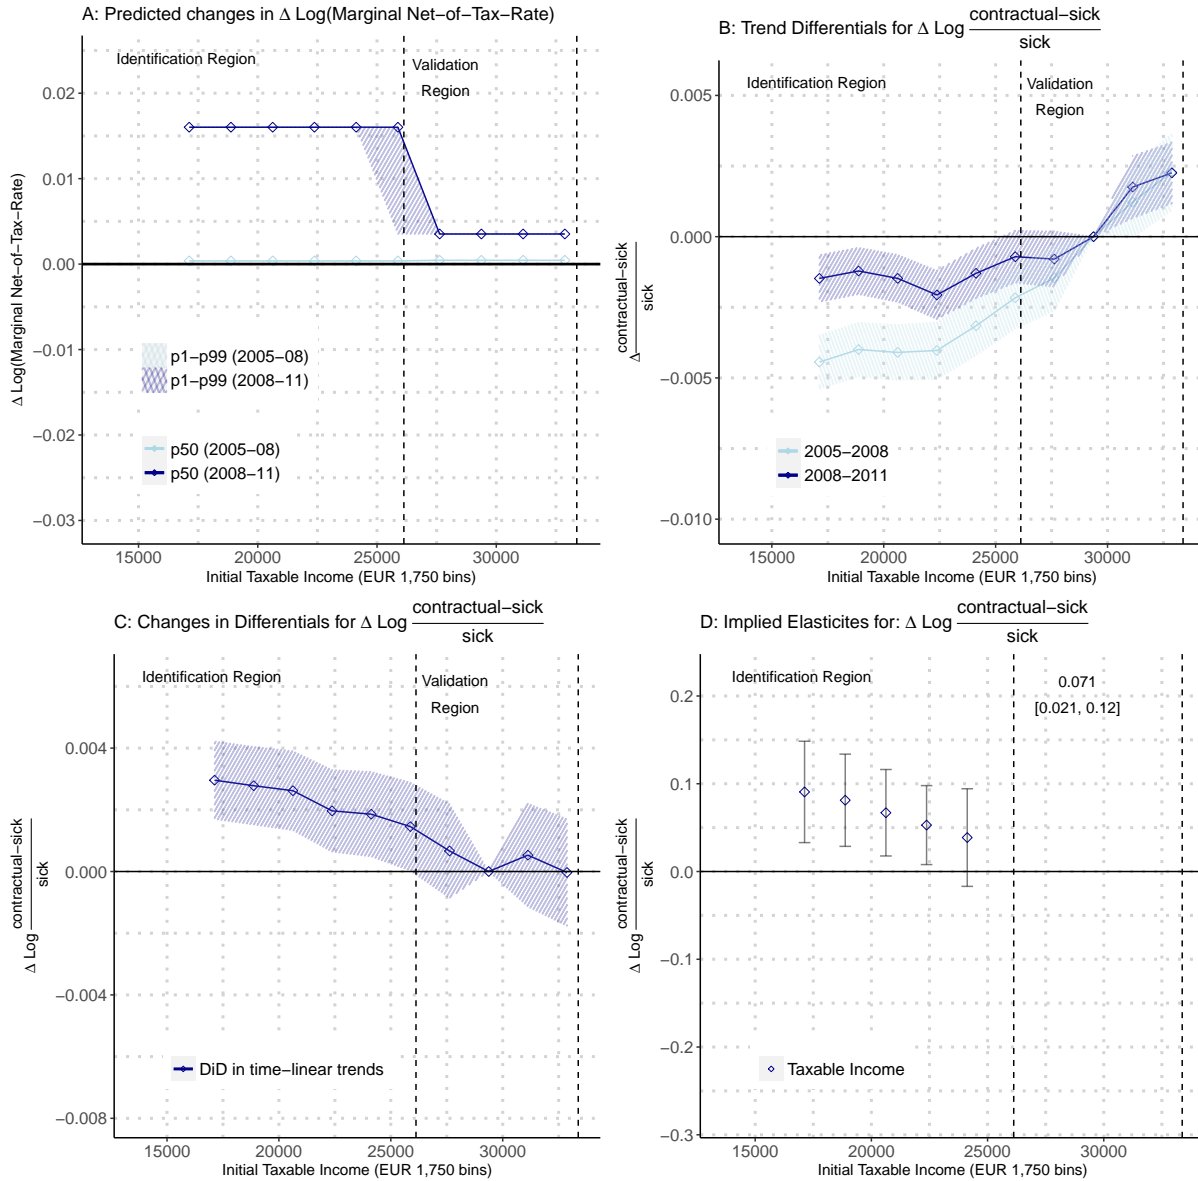 A: Predicted changes in Δ Log(Marginal Net−of−Tax−Rate)
Identification Region
Validation
Region
0.02
0.01
0.00
−0.01
−0.02
−0.03
Δ Log(Marginal Net−of−Tax−Rate)
p1−p99 (2005−08)
p1−p99 (2008−11)
p50 (2005−08)
p50 (2008−11)
15000 20000 25000 30000
Initial Taxable Income (EUR 1,750 bins)
B: Trend Differentials for Δ Log contractual−sick
sick
Identification Region
Validation
Region
0.005
0.000
−0.005
−0.010
Δ contractual−sick
sick
2005−2008
2008−2011
15000 20000 25000 30000
Initial Taxable Income (EUR 1,750 bins)
C: Changes in Differentials for Δ Log contractual−sick
sick
Identification Region
Validation
Region
0.004
0.000
−0.004
−0.008
Δ Log contractual−sick
sick
DiD in time−linear trends
15000 20000 25000 30000
Initial Taxable Income (EUR 1,750 bins)
D: Implied Elasticites for: Δ Log contractual−sick
sick
Identification Region
0.071
[0.021, 0.12]
0.2
0.1
0.0
−0.1
−0.2
−0.3
Δ Log contractual−sick
sick
Taxable Income
15000 20000 25000 30000
Initial Taxable Income (EUR 1,750 bins)